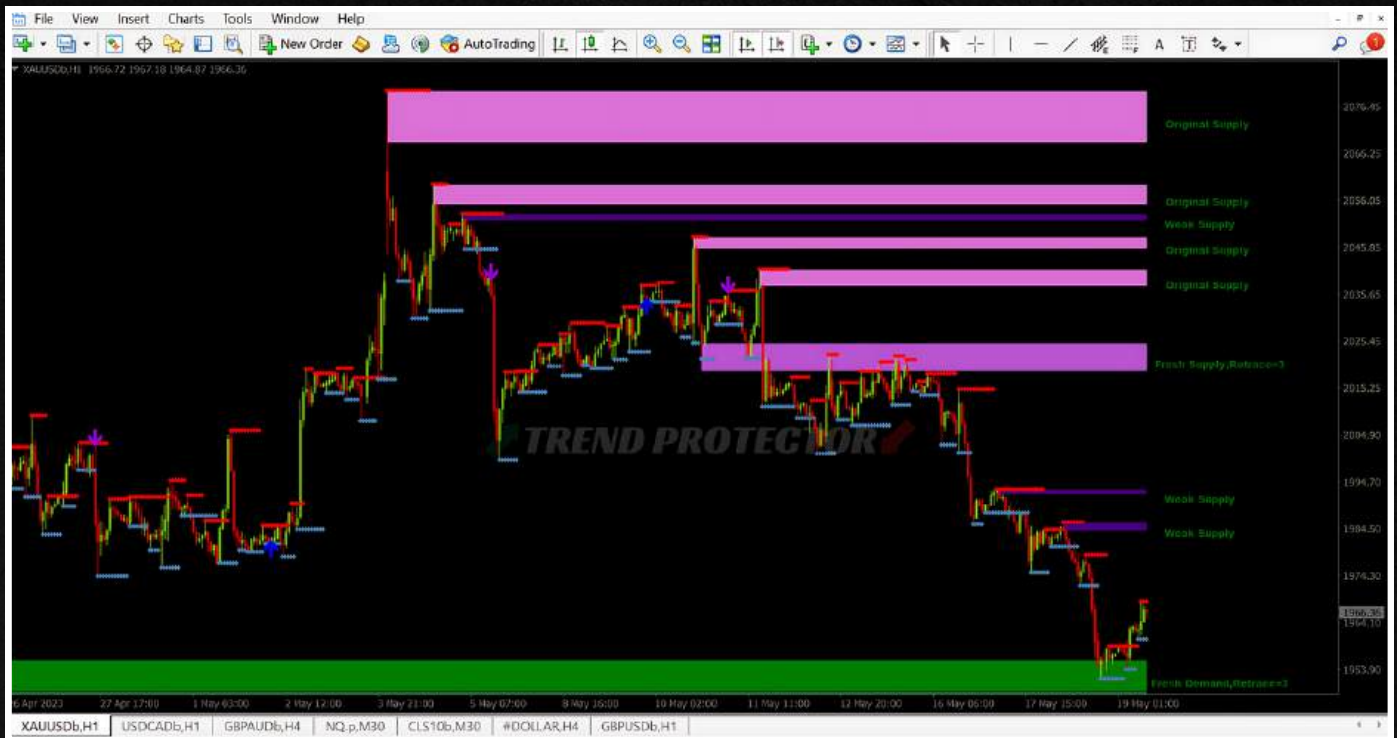 File View Insert Charts Tools Window Help
New Order AutoTrading
XAUUSDb,H1 1966.72 1967.18 1964.87 1966.36
2076.45
Original Supply
2066.25
2056.05
Original Supply
Weak Supply
2045.85
Original Supply
Original Supply
2035.65
2025.45
Fresh Supply,Retrace=3
2015.25
TREND PROTECTOR
2004.90
1994.70
Weak Supply
1984.50
Weak Supply
1974.30
1966.36
1964.10
1953.90
Fresh Demand,Retrace=3
26 Apr 2023 27 Apr 17:00 1 May 03:00 2 May 12:00 3 May 21:00 5 May 07:00 8 May 16:00 10 May 02:00 11 May 11:00 12 May 20:00 16 May 06:00 17 May 15:00 19 May 01:00
XAUUSDb,H1 USDCADb,H1 GBPAUDb,H4 NQ.p,M30 CLS10b,M30 #DOLLAR,H4 GBPUSDb,H1